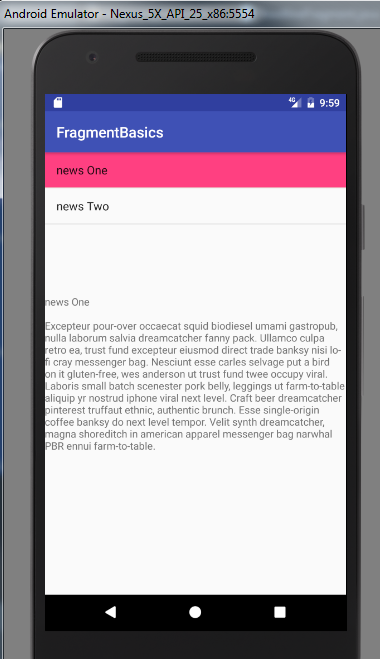 Android Emulator - Nexus_5X_API_25_x86:5554
4G 9:59
FragmentBasics
news One
news Two
news One
Excepteur pour-over occaecat squid biodiesel umami gastropub,
nulla laborum salvia dreamcatcher fanny pack. Ullamco culpa
retro ea, trust fund excepteur eiusmod direct trade banksy nisi lo-
fi cray messenger bag. Nesciunt esse carles selvage put a bird
on it gluten-free, wes anderson ut trust fund twee occupy viral.
Laboris small batch scenester pork belly, leggings ut farm-to-table
aliquip yr nostrud iphone viral next level. Craft beer dreamcatcher
pinterest truffaut ethnic, authentic brunch. Esse single-origin
coffee banksy do next level tempor. Velit synth dreamcatcher,
magna shoreditch in american apparel messenger bag narwhal
PBR ennui farm-to-table.